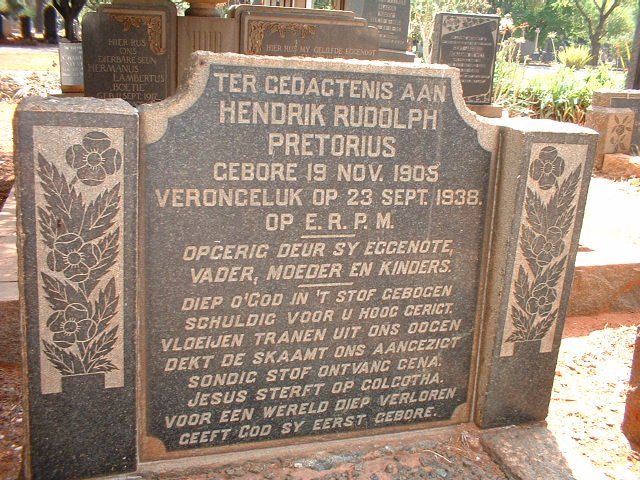 HIER RUS
ONS
DIERBARE SEUN
HERMANUS
LAMBERTUS
BOETIE
HIER RUS MY GELIEFDE EGGENOOT
TER GEDACTENIS AAN
HENDRIK RUDOLPH
PRETORIUS
GEBORE 19 NOV. 1905
VERONGELUK OP 23 SEPT. 1938.
OP E.R.P.M.
OPGERIG DEUR SY EGGENOTE,
VADER, MOEDER EN KINDERS.
DIEP O'GOD IN 'T STOF GEBOGEN
SCHULDIG VOOR U HOOG GERIGT.
VLOEIJEN TRANEN UIT ONS OOGEN
DEKT DE SKAAMT ONS AANGEZIGT
SONDIG STOF ONTVANG GENA.
JESUS STERFT OP GOLGOTHA.
VOOR EEN WERELD DIEP VERLOREN
GEEFT GOD SY EERST GEBORE.